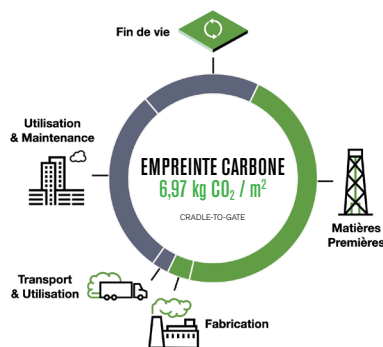 Fin de vie
Utilisation
& Maintenance
EMPREINTE CARBONE
6,97 kg CO₂ / m²
CRADLE-TO-GATE
Matières
Premières
Transport
& Utilisation
Fabrication